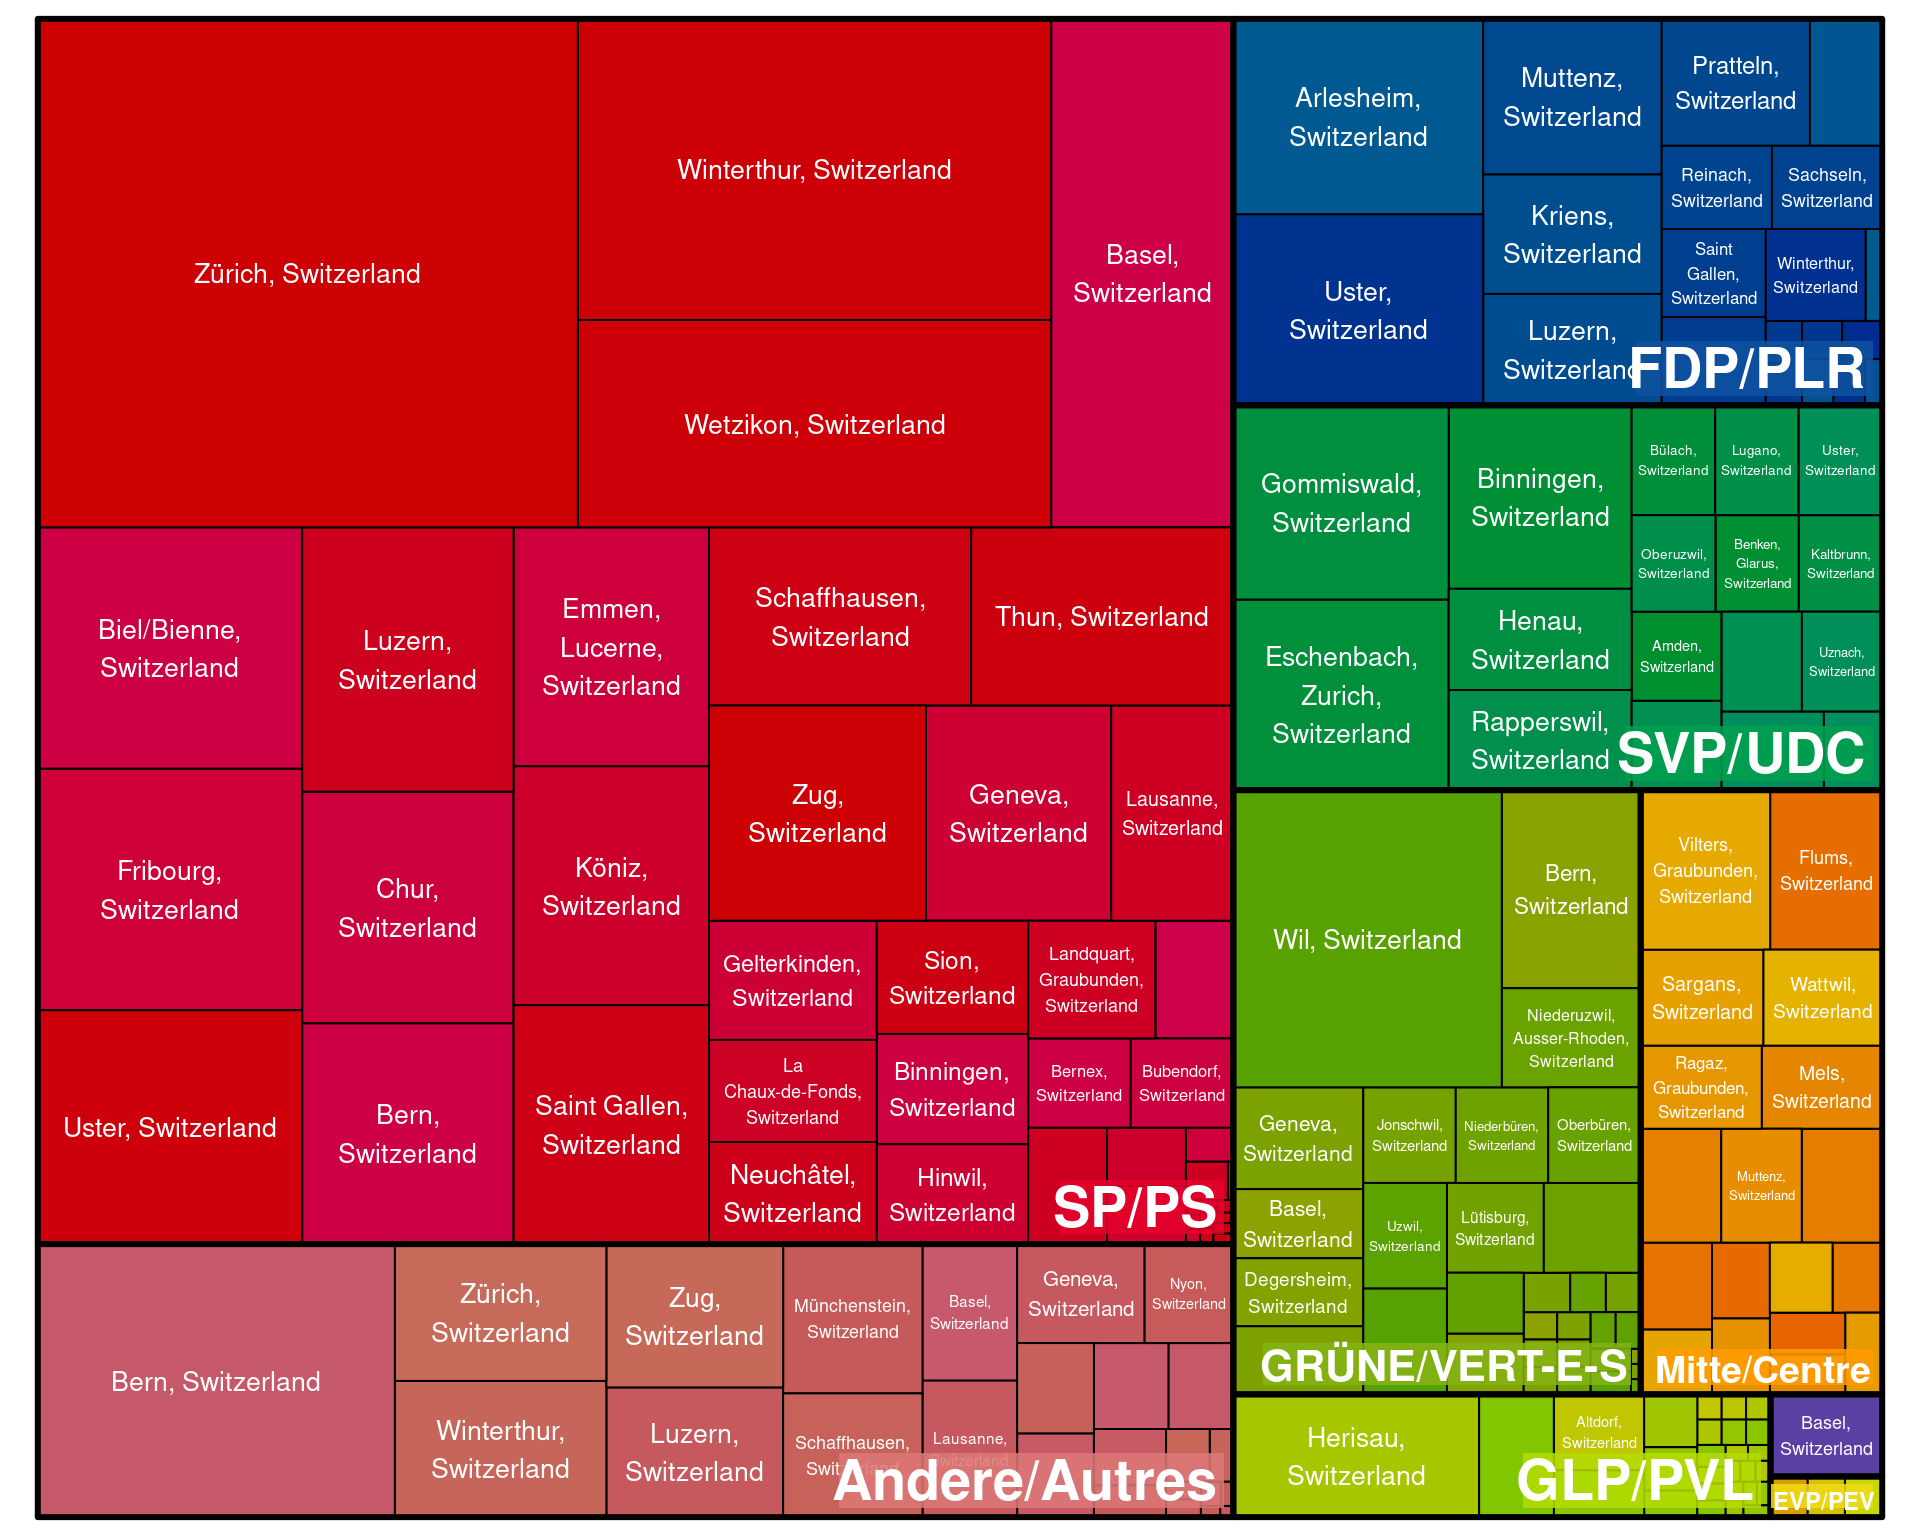 Zürich, Switzerland
Winterthur, Switzerland
Wetzikon, Switzerland
Basel,
Switzerland
Biel/Bienne,
Switzerland
Fribourg,
Switzerland
Uster, Switzerland
Luzern,
Switzerland
Chur,
Switzerland
Bern,
Switzerland
Emmen,
Lucerne,
Switzerland
Köniz,
Switzerland
Saint Gallen,
Switzerland
Schaffhausen,
Switzerland
Thun, Switzerland
Zug,
Switzerland
Geneva,
Switzerland
Lausanne,
Switzerland
Gelterkinden,
Switzerland
La
Chaux-de-Fonds,
Switzerland
Neuchâtel,
Switzerland
Sion,
Switzerland
Binningen,
Switzerland
Hinwil,
Switzerland
Landquart,
Graubunden,
Switzerland
Bernex,
Switzerland
Bubendorf,
Switzerland
SP/PS
Bern, Switzerland
Zürich,
Switzerland
Winterthur,
Switzerland
Zug,
Switzerland
Luzern,
Switzerland
Münchenstein,
Switzerland
Schaffhausen,
Switzerland
Basel,
Switzerland
Lausanne,
Switzerland
Geneva,
Switzerland
Nyon,
Switzerland
Andere/Autres
Arlesheim,
Switzerland
Uster,
Switzerland
Muttenz,
Switzerland
Kriens,
Switzerland
Luzern,
Switzerland
Pratteln,
Switzerland
Reinach,
Switzerland
Sachseln,
Switzerland
Saint
Gallen,
Switzerland
Winterthur,
Switzerland
FDP/PLR
Gommiswald,
Switzerland
Eschenbach,
Zurich,
Switzerland
Binningen,
Switzerland
Henau,
Switzerland
Rapperswil,
Switzerland
Bülach,
Switzerland
Lugano,
Switzerland
Uster,
Switzerland
Oberuzwil,
Switzerland
Benken,
Glarus,
Switzerland
Kaltbrunn,
Switzerland
Amden,
Switzerland
Uznach,
Switzerland
SVP/UDC
Wil, Switzerland
Bern,
Switzerland
Niederuzwil,
Ausser-Rhoden,
Switzerland
Geneva,
Switzerland
Basel,
Switzerland
Degersheim,
Switzerland
Jonschwil,
Switzerland
Niederbüren,
Switzerland
Oberbüren,
Switzerland
Uzwil,
Switzerland
Lütisburg,
Switzerland
GRÜNE/VERT-E-S
Vilters,
Graubunden,
Switzerland
Flums,
Switzerland
Sargans,
Switzerland
Wattwil,
Switzerland
Ragaz,
Graubunden,
Switzerland
Mels,
Switzerland
Muttenz,
Switzerland
Mitte/Centre
Herisau,
Switzerland
Altdorf,
Switzerland
GLP/PVL
Basel,
Switzerland
EVP/PEV